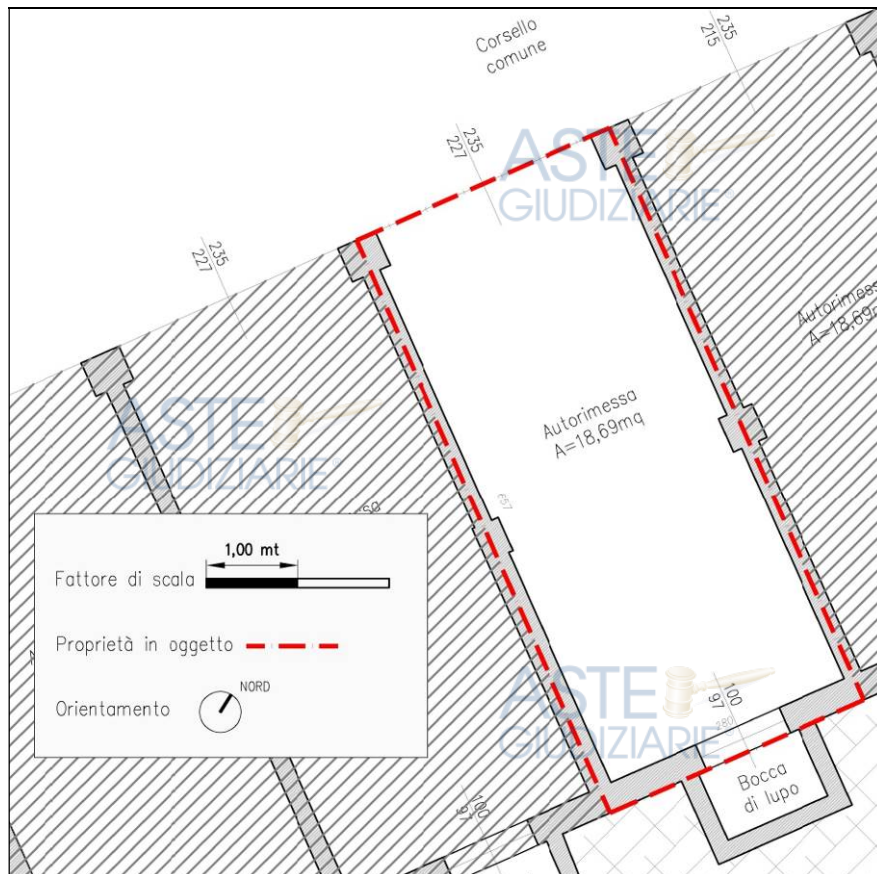 Corsello
comune
235
215
235
227
235
227
ASTE
GIUDIZIARIE®
Autorimessa
A=18,69mq
Autorimessa
A=18,69mq
ASTE
GIUDIZIARIE®
657
1,00 mt
Fattore di scala
Proprietà in oggetto
Orientamento
NORD
ASTE
GIUDIZIARIE®
100
97
280
Bocca
di lupo
100
97